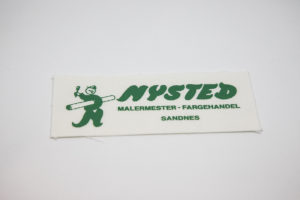 NYSTED
MALERMESTER - FARGEHANDEL
SANDNES